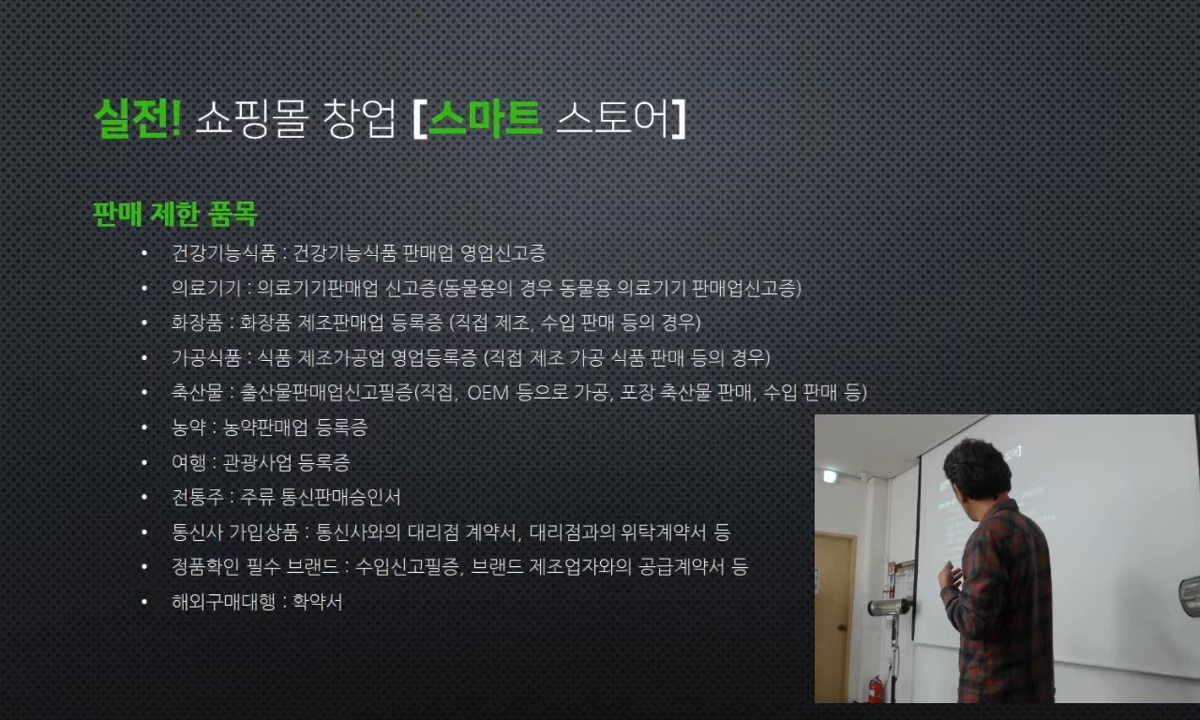 실전! 쇼핑몰 창업 [스마트 스토어]
판매 제한 품목
• 건강기능식품 : 건강기능식품 판매업 영업신고증
• 의료기기 : 의료기기판매업 신고증(동물용의 경우 동물용 의료기기 판매업신고증)
• 화장품 : 화장품 제조판매업 등록증 (직접 제조, 수입 판매 등의 경우)
• 가공식품 : 식품 제조가공업 영업등록증 (직접 제조 가공 식품 판매 등의 경우)
• 축산물 : 출산물판매업신고필증(직접, OEM 등으로 가공, 포장 축산물 판매, 수입 판매 등)
• 농약 : 농약판매업 등록증
• 여행 : 관광사업 등록증
• 전통주 : 주류 통신판매승인서
• 통신사 가입상품 : 통신사와의 대리점 계약서, 대리점과의 위탁계약서 등
• 정품확인 필수 브랜드 : 수입신고필증, 브랜드 제조업자와의 공급계약서 등
• 해외구매대행 : 확약서